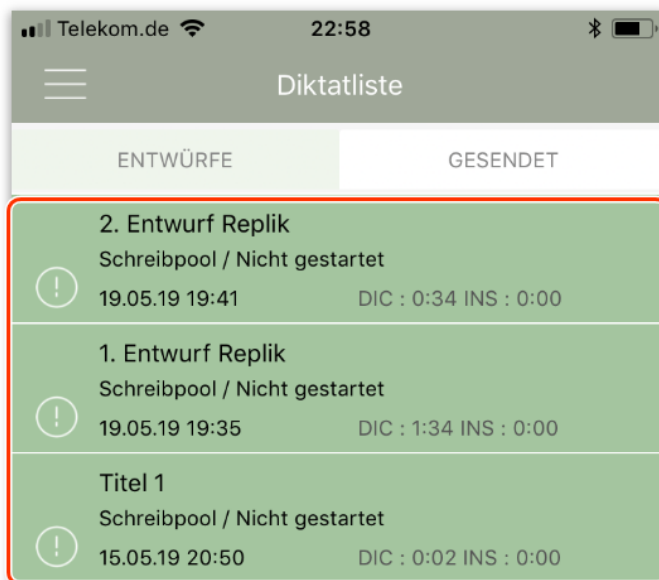 Telekom.de 22:58
Diktatliste
ENTWÜRFE GESENDET
2. Entwurf Replik
Schreibpool / Nicht gestartet
19.05.19 19:41 DIC : 0:34 INS : 0:00
1. Entwurf Replik
Schreibpool / Nicht gestartet
19.05.19 19:35 DIC : 1:34 INS : 0:00
Titel 1
Schreibpool / Nicht gestartet
15.05.19 20:50 DIC : 0:02 INS : 0:00